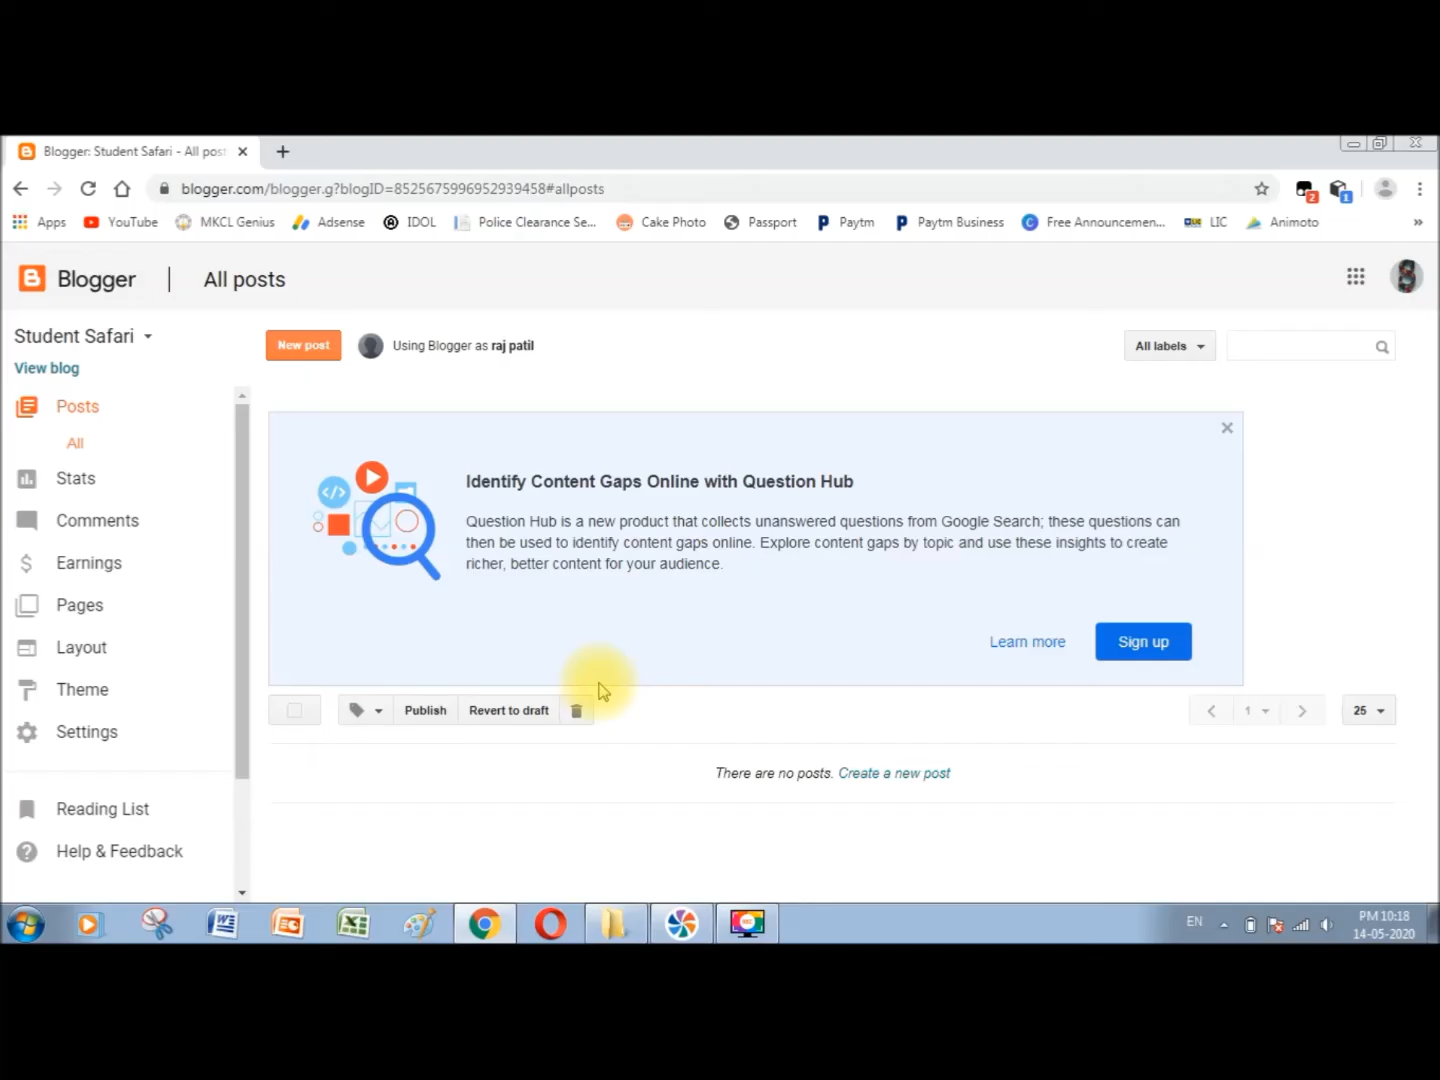 Blogger: Student Safari - All post
blogger.com/blogger.g?blogID=8525675996952939458#allposts
2
1
Apps
YouTube
MKCL Genius
Adsense
IDOL
Police Clearance Se...
Cake Photo
Passport
Paytm
Paytm Business
Free Announcemen...
LIC
Animoto
»
Blogger
All posts
Student Safari
View blog
New post
Using Blogger as raj patil
All labels
Posts
All
Stats
Comments
Earnings
Pages
Layout
Theme
Settings
Reading List
Help & Feedback
Identify Content Gaps Online with Question Hub
Question Hub is a new product that collects unanswered questions from Google Search; these questions can
then be used to identify content gaps online. Explore content gaps by topic and use these insights to create
richer, better content for your audience.
Learn more
Sign up
Publish
Revert to draft
1
25
There are no posts. Create a new post
EN
PM 10:18
14-05-2020